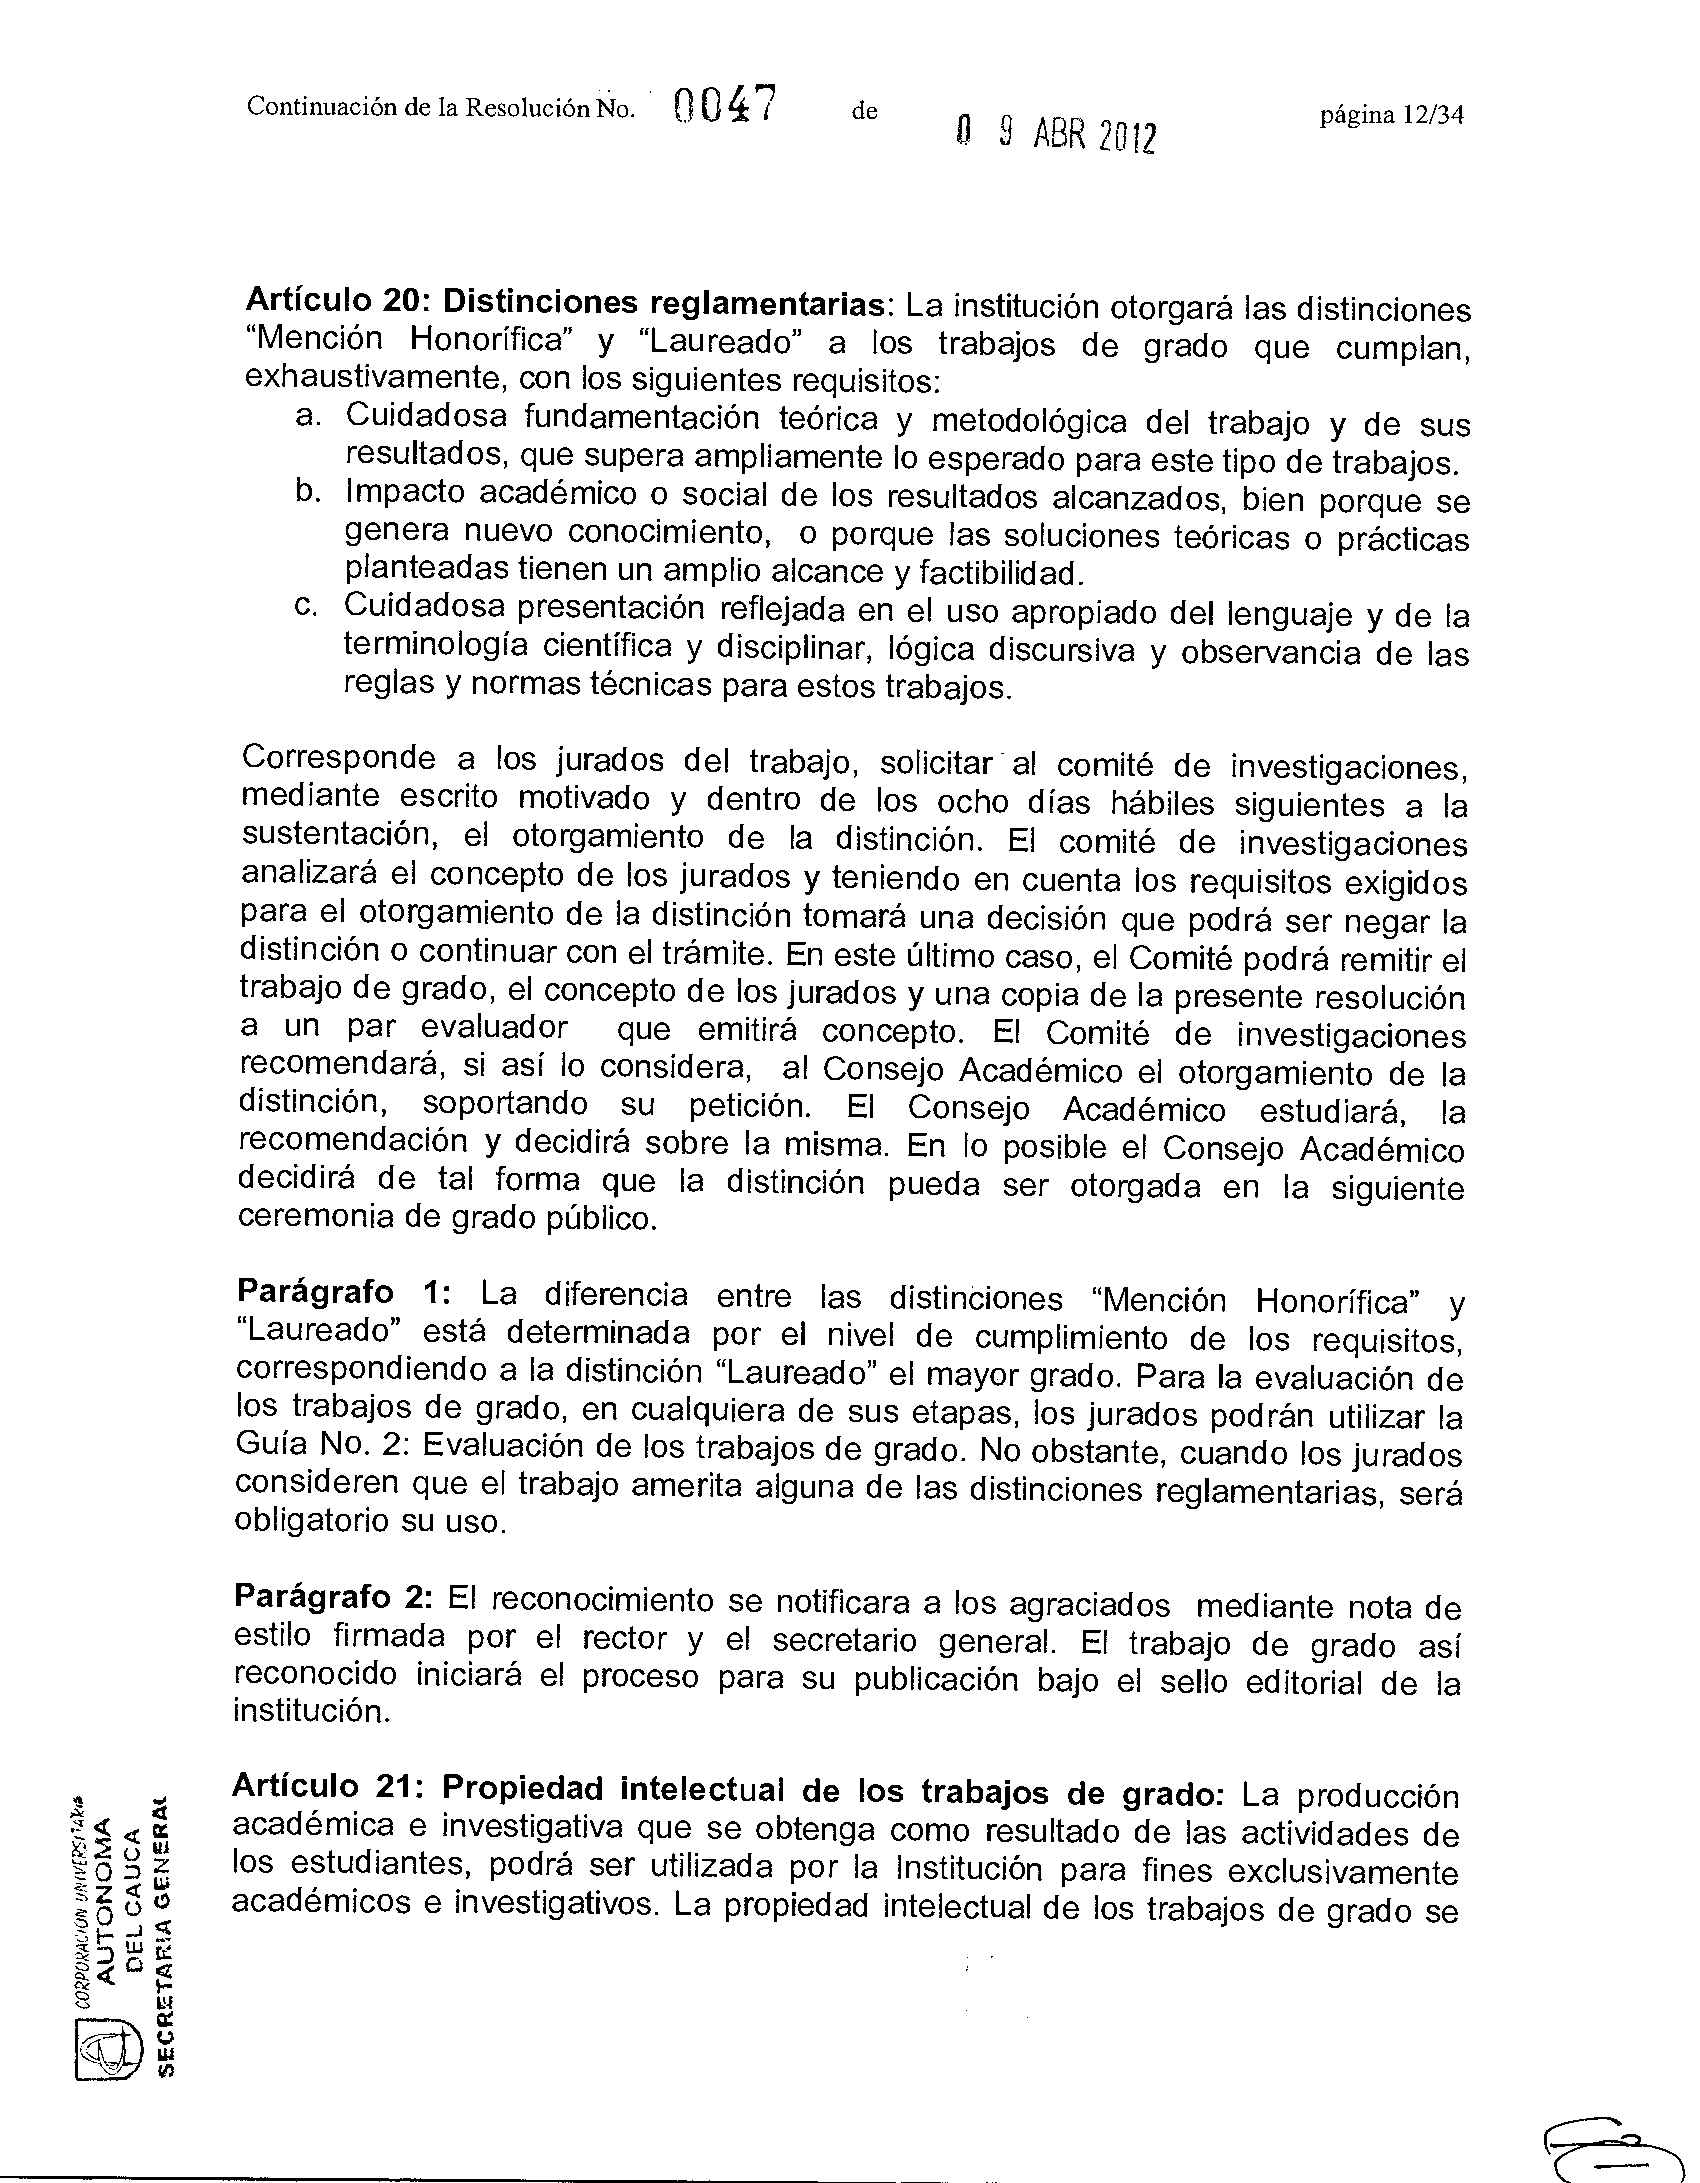 Continuación de la Resolución No. 0047 de 09 ABR 2012 página 12/34
Artículo 20: Distinciones reglamentarias: La institución otorgará las distinciones
“Mención Honorífica” y “Laureado” a los trabajos de grado que cumplan,
exhaustivamente, con los siguientes requisitos:
a. Cuidadosa fundamentación teórica y metodológica del trabajo y de sus
resultados, que supera ampliamente lo esperado para este tipo de trabajos.
b. Impacto académico o social de los resultados alcanzados, bien porque se
genera nuevo conocimiento, o porque las soluciones teóricas o prácticas
planteadas tienen un amplio alcance y factibilidad.
c. Cuidadosa presentación reflejada en el uso apropiado del lenguaje y de la
terminología científica y disciplinar, lógica discursiva y observancia de las
reglas y normas técnicas para estos trabajos.
Corresponde a los jurados del trabajo, solicitar al comité de investigaciones,
mediante escrito motivado y dentro de los ocho días hábiles siguientes a la
sustentación, el otorgamiento de la distinción. El comité de investigaciones
analizará el concepto de los jurados y teniendo en cuenta los requisitos exigidos
para el otorgamiento de la distinción tomará una decisión que podrá ser negar la
distinción o continuar con el trámite. En este último caso, el Comité podrá remitir el
trabajo de grado, el concepto de los jurados y una copia de la presente resolución
a un par evaluador que emitirá concepto. El Comité de investigaciones
recomendará, si así lo considera, al Consejo Académico el otorgamiento de la
distinción, soportando su petición. El Consejo Académico estudiará, la
recomendación y decidirá sobre la misma. En lo posible el Consejo Académico
decidirá de tal forma que la distinción pueda ser otorgada en la siguiente
ceremonia de grado público.
Parágrafo 1: La diferencia entre las distinciones “Mención Honorífica” y
“Laureado” está determinada por el nivel de cumplimiento de los requisitos,
correspondiendo a la distinción “Laureado” el mayor grado. Para la evaluación de
los trabajos de grado, en cualquiera de sus etapas, los jurados podrán utilizar la
Guía No. 2: Evaluación de los trabajos de grado. No obstante, cuando los jurados
consideren que el trabajo amerita alguna de las distinciones reglamentarias, será
obligatorio su uso.
Parágrafo 2: El reconocimiento se notificara a los agraciados mediante nota de
estilo firmada por el rector y el secretario general. El trabajo de grado así
reconocido iniciará el proceso para su publicación bajo el sello editorial de la
institución.
Artículo 21: Propiedad intelectual de los trabajos de grado: La producción
académica e investigativa que se obtenga como resultado de las actividades de
los estudiantes, podrá ser utilizada por la Institución para fines exclusivamente
académicos e investigativos. La propiedad intelectual de los trabajos de grado se
CORPORACION UNIVERSITARIA
AUTONOMA
DEL CAUCA
SECRETARIA GENERAL